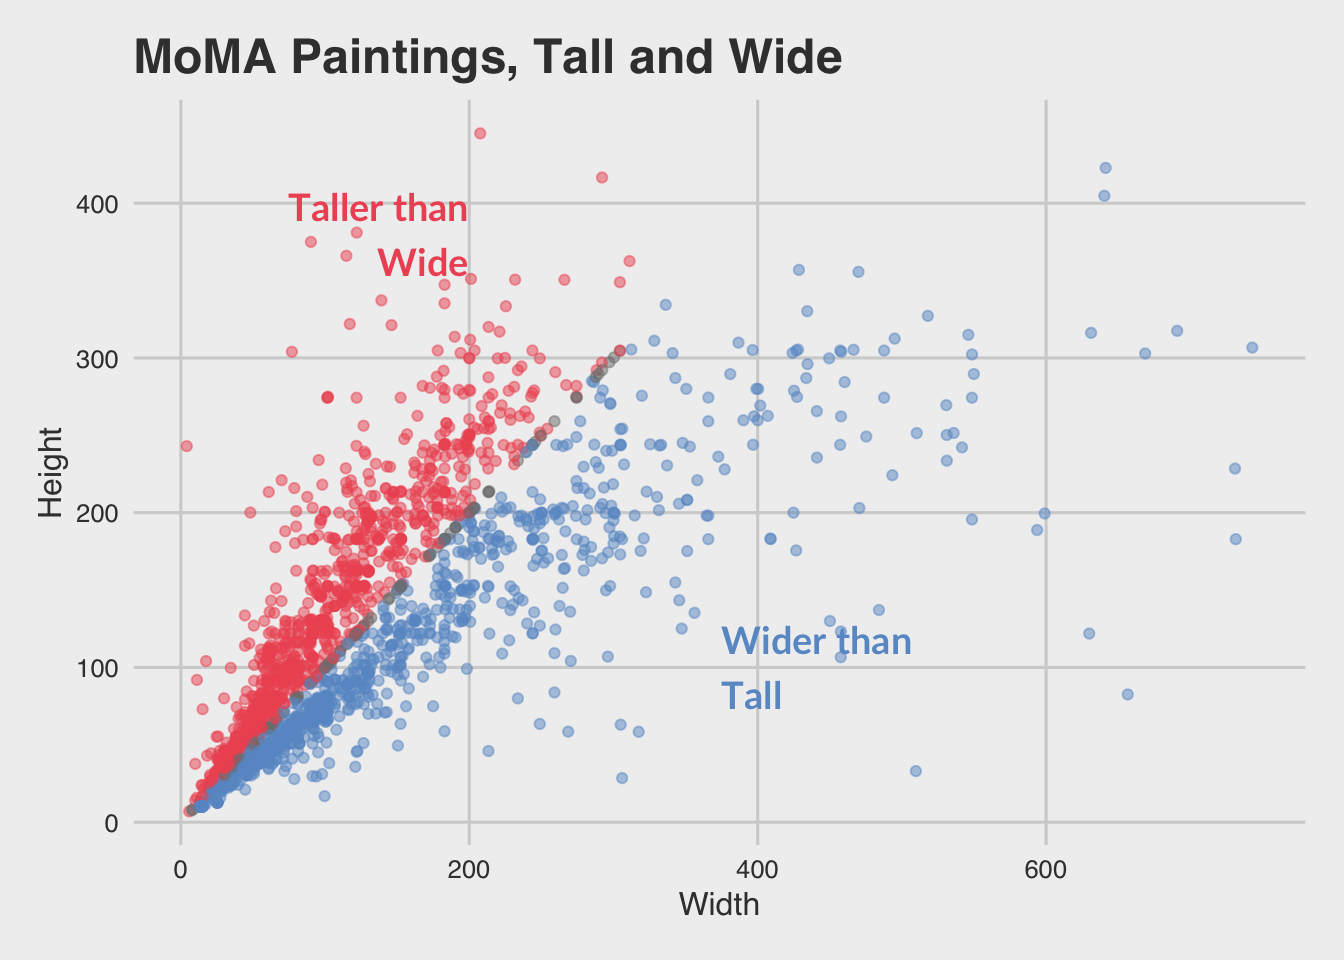 MoMA Paintings, Tall and Wide
Taller than
Wide
Wider than
Tall
400
300
200
100
0
Height
0
200
400
600
Width